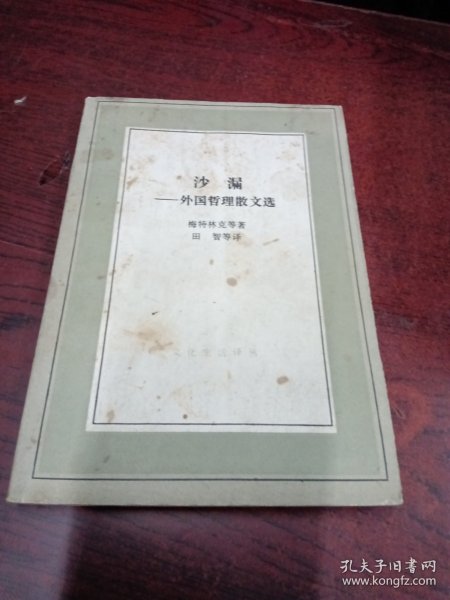 沙漏
——外国哲理散文选
梅特林克等著
田智等译
文化生活译丛
孔夫子旧书网
www.kongfz.com